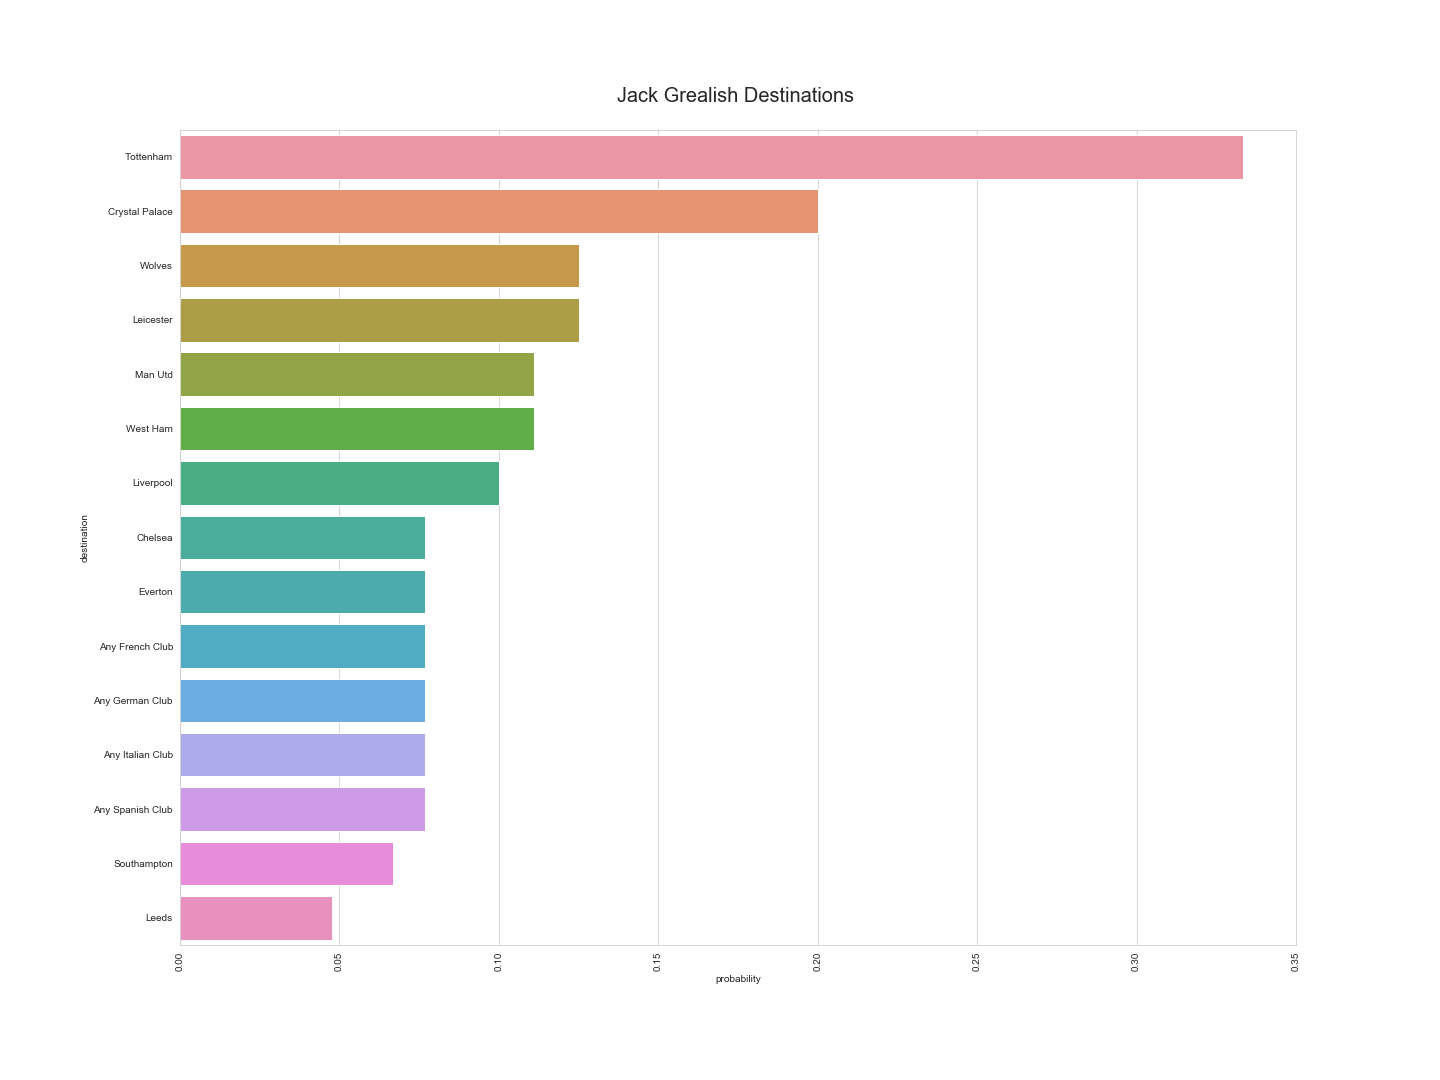 Jack Grealish Destinations
Tottenham
Crystal Palace
Wolves
Leicester
Man Utd
West Ham
Liverpool
Chelsea
Everton
Any French Club
Any German Club
Any Italian Club
Any Spanish Club
Southampton
Leeds
destination
0.00
0.05
0.10
0.15
0.20
0.25
0.30
0.35
probability